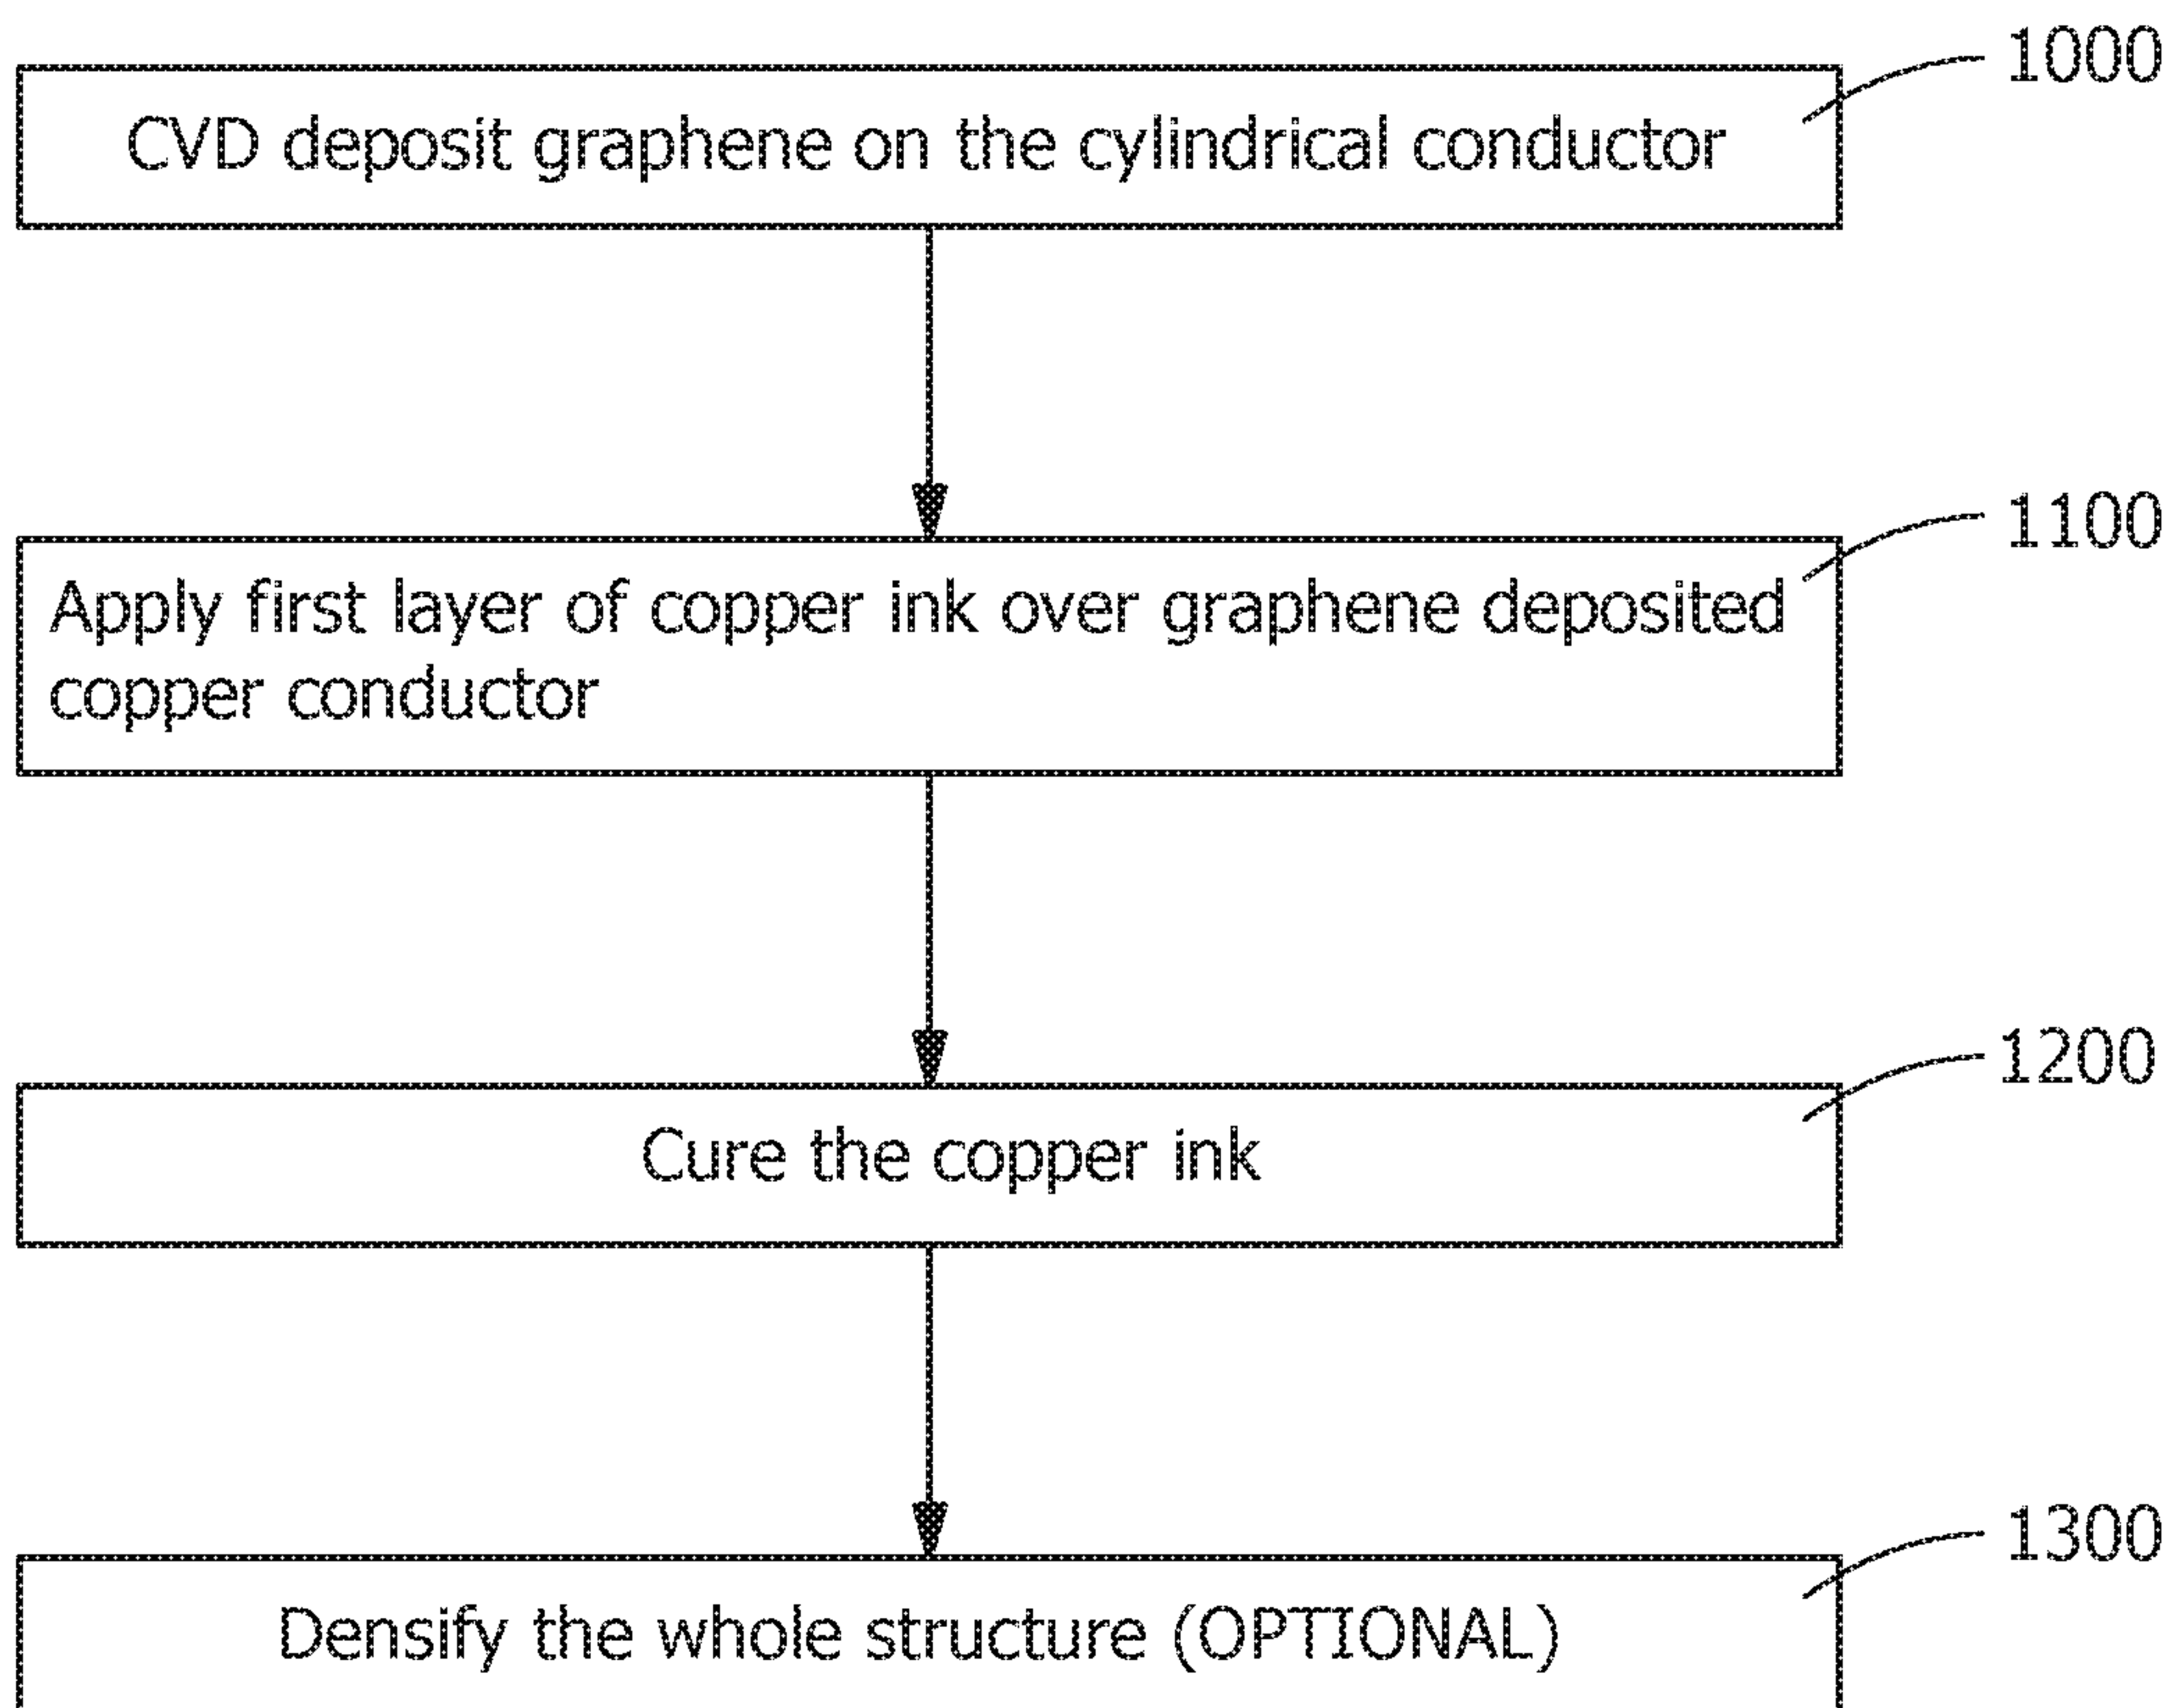 1000
CVD deposit graphene on the cylindrical conductor
1100
Apply first layer of copper ink over graphene deposited
copper conductor
1200
Cure the copper ink
1300
Densify the whole structure (OPTIONAL)